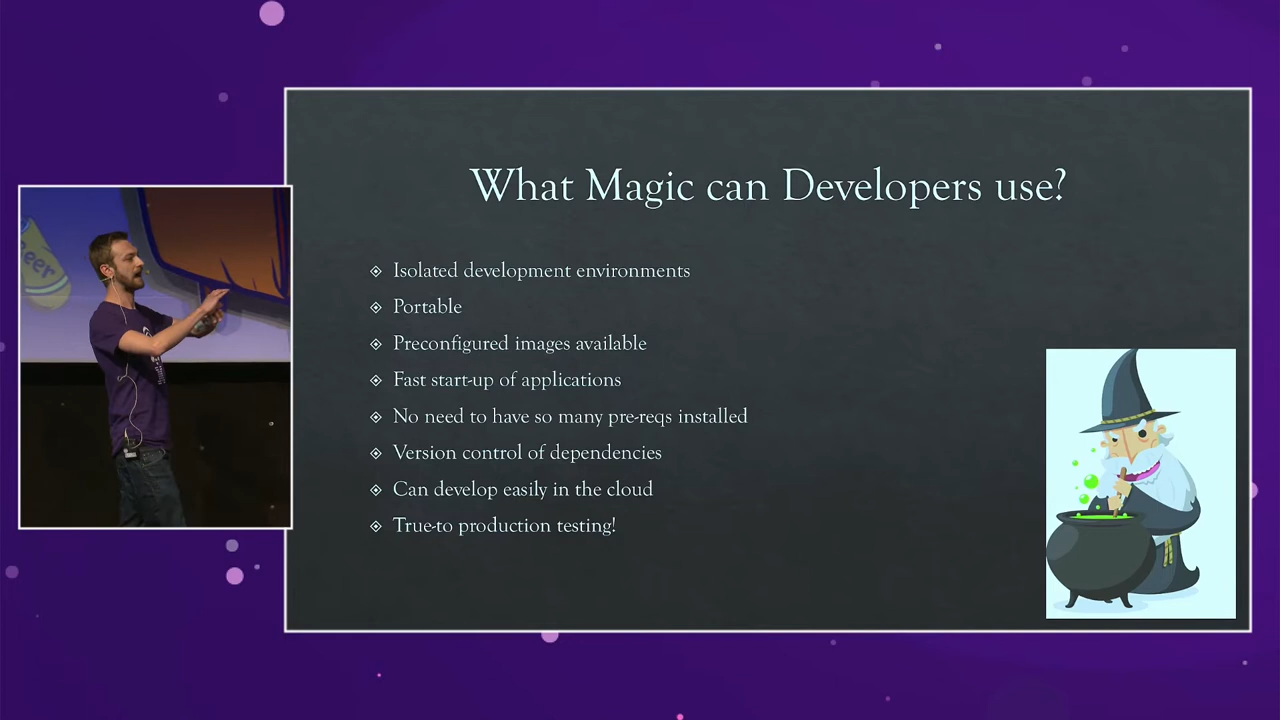 What Magic can Developers use?
Isolated development environments
Portable
Preconfigured images available
Fast start-up of applications
No need to have so many pre-reqs installed
Version control of dependencies
Can develop easily in the cloud
True-to production testing!
Beer